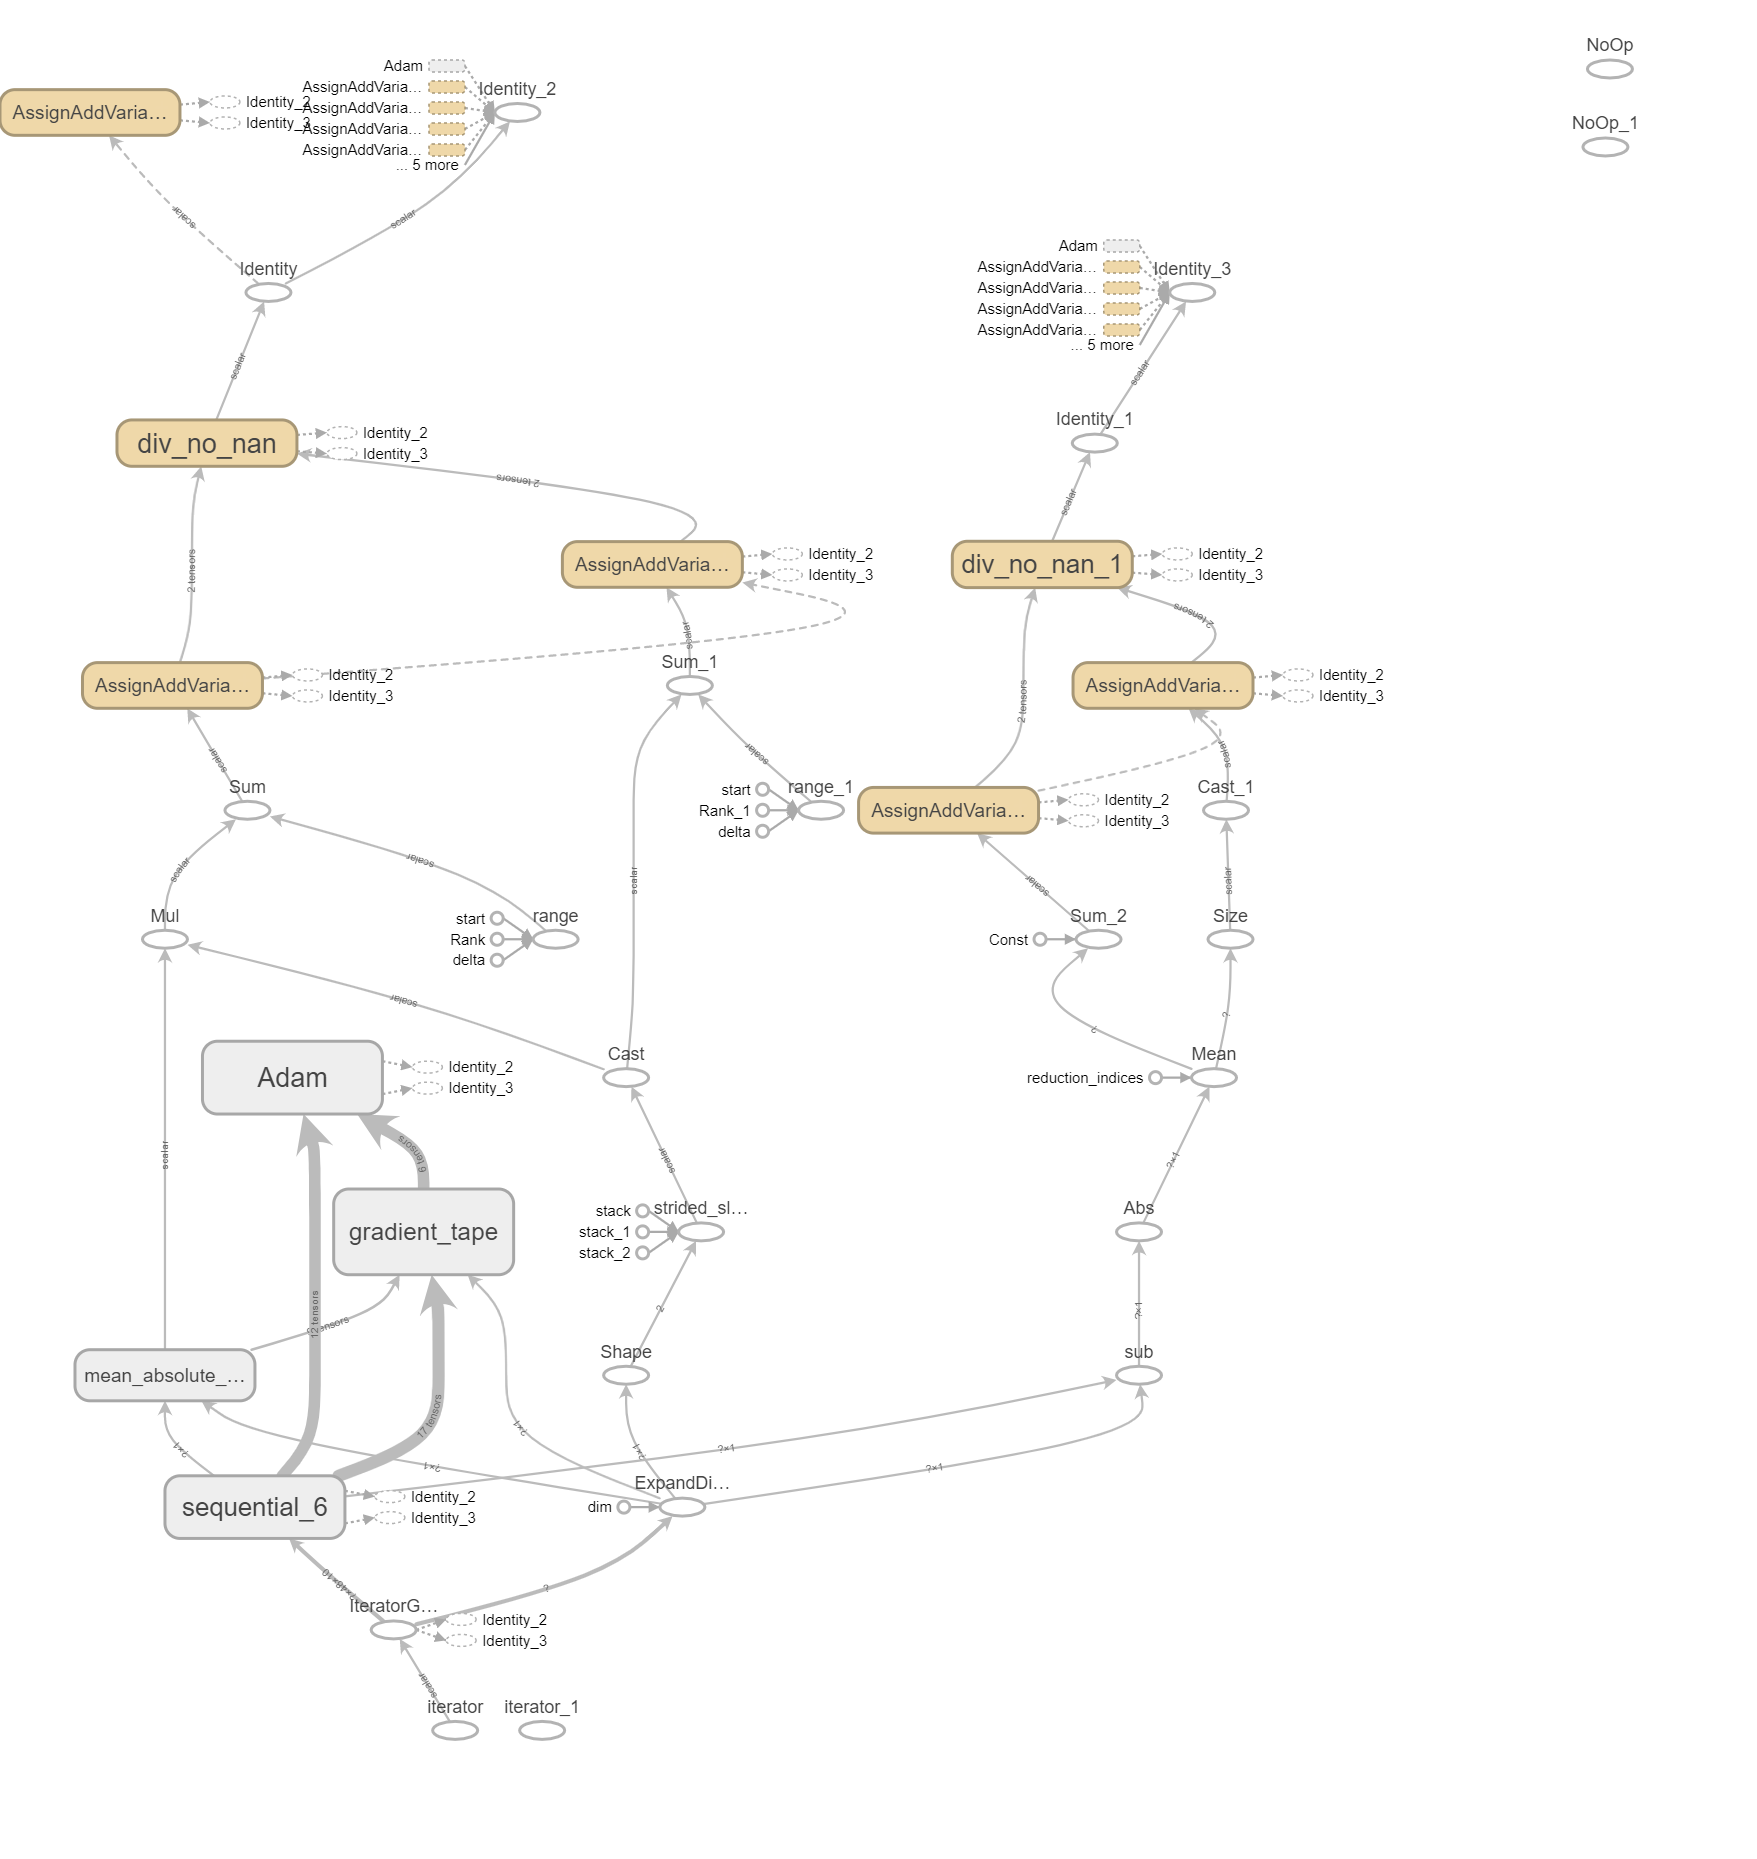 NoOp
NoOp_1
Adam
AssignAddVaria…
AssignAddVaria…
AssignAddVaria…
AssignAddVaria…
... 5 more
Identity_2
AssignAddVaria…
Identity_2
Identity_3
scalar
scalar
Identity
Adam
AssignAddVaria…
AssignAddVaria…
AssignAddVaria…
AssignAddVaria…
... 5 more
Identity_3
scalar
scalar
Identity_1
div_no_nan
Identity_2
Identity_3
2 tensors
scalar
2 tensors
AssignAddVaria…
Identity_2
Identity_3
div_no_nan_1
Identity_2
Identity_3
2 tensors
scalar
Sum_1
AssignAddVaria…
Identity_2
Identity_3
2 tensors
AssignAddVaria…
Identity_2
Identity_3
scalar
scalar
scalar
Sum
start
Rank_1
delta
range_1
AssignAddVaria…
Identity_2
Identity_3
Cast_1
scalar
scalar
scalar
scalar
scalar
Mul
start
Rank
delta
range
Const
Sum_2
Size
scalar
?
?
Adam
Identity_2
Identity_3
Cast
reduction_indices
Mean
scalar
6 tensors
scalar
?×1
stack
stack_1
stack_2
strided_sl…
Abs
gradient_tape
12 tensors
tensors
2
?×1
mean_absolute_…
Shape
sub
17 tensors
?×1
?×1
?×1
?×1
?×1
?×1
sequential_6
Identity_2
Identity_3
dim
ExpandDi…
?×48×10
?
IteratorG…
Identity_2
Identity_3
scalar
iterator
iterator_1